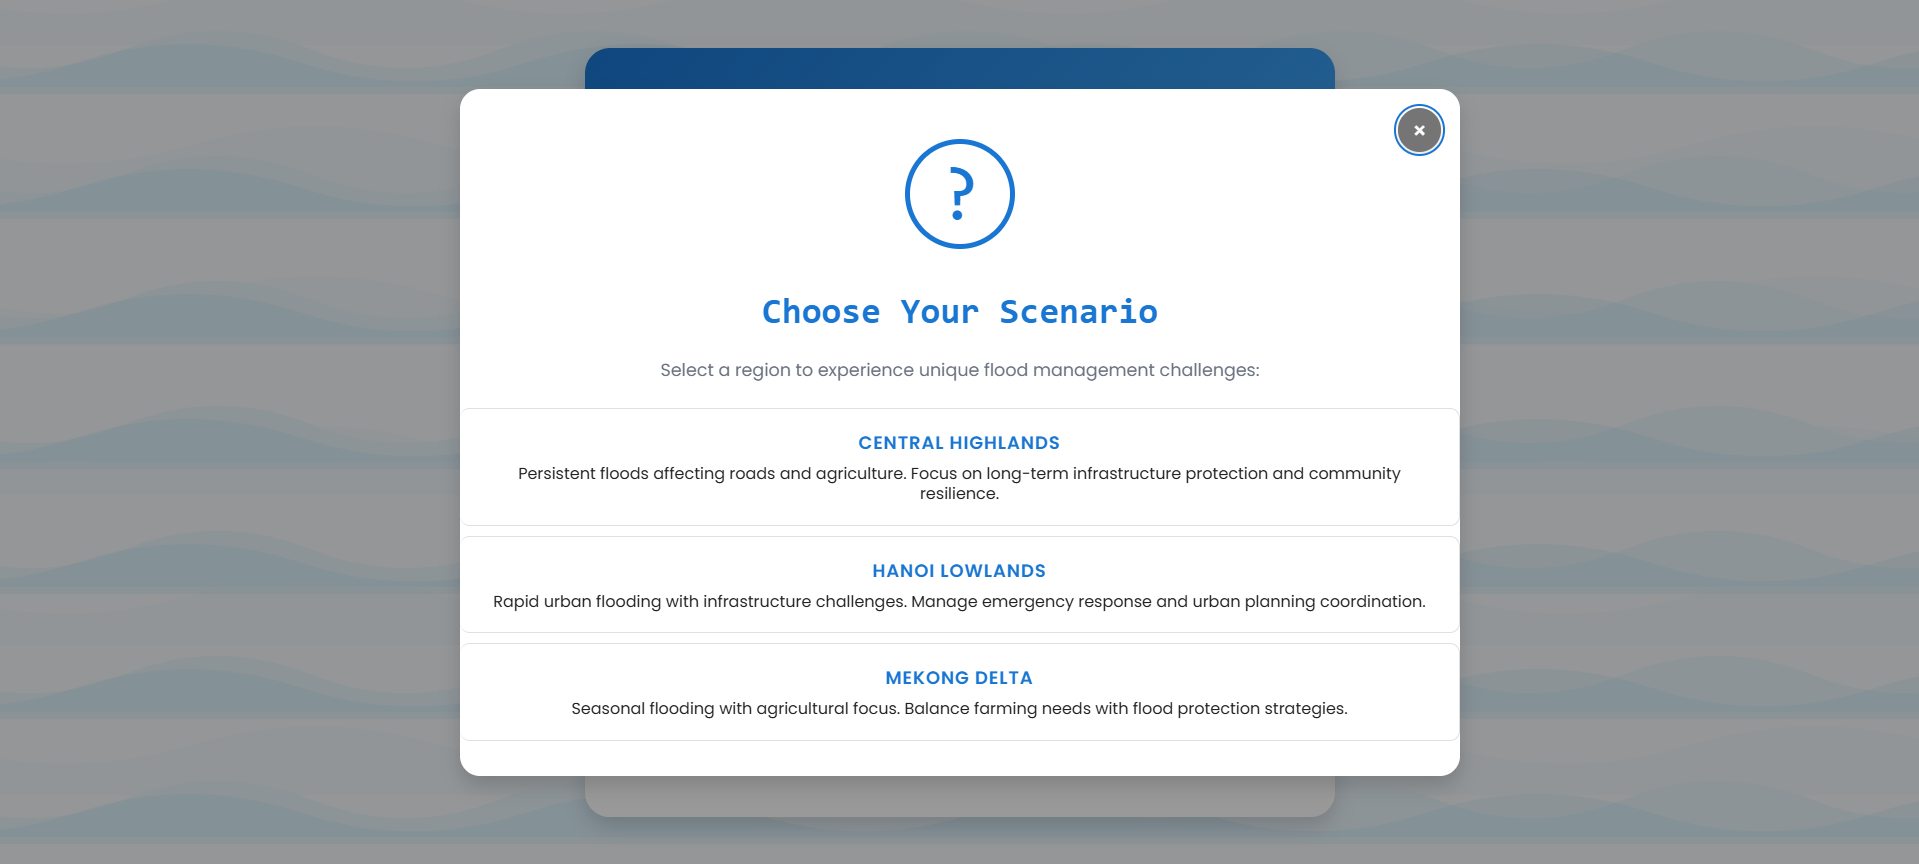 ×
?
Choose Your Scenario
Select a region to experience unique flood management challenges:
CENTRAL HIGHLANDS
Persistent floods affecting roads and agriculture. Focus on long-term infrastructure protection and community
resilience.
HANOI LOWLANDS
Rapid urban flooding with infrastructure challenges. Manage emergency response and urban planning coordination.
MEKONG DELTA
Seasonal flooding with agricultural focus. Balance farming needs with flood protection strategies.